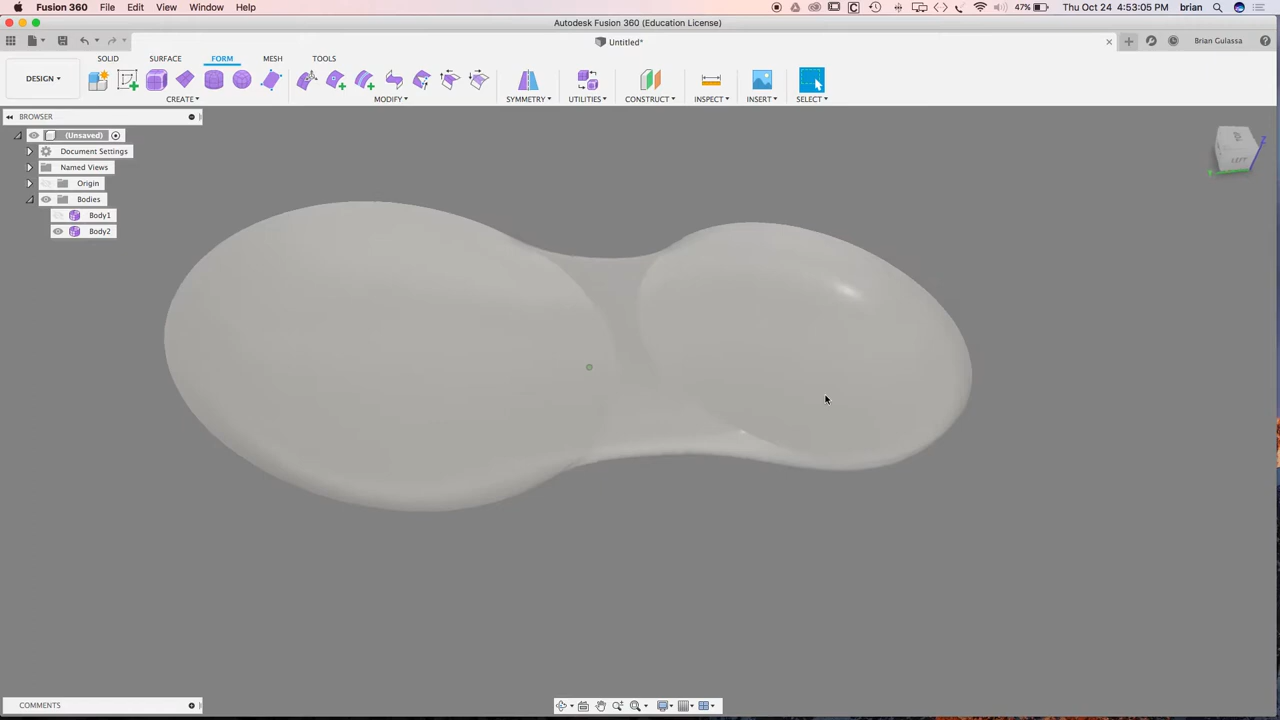 Fusion 360 File Edit View Window Help 47% Thu Oct 24 4:53:05 PM brian
Autodesk Fusion 360 (Education License)
Untitled*
Brian Gulassa
SOLID SURFACE FORM MESH TOOLS
DESIGN
CREATE MODIFY SYMMETRY UTILITIES CONSTRUCT INSPECT INSERT SELECT
BROWSER
(Unsaved)
Document Settings
Named Views
Origin
Bodies
Body1
Body2
Z
LEFT
Y
COMMENTS